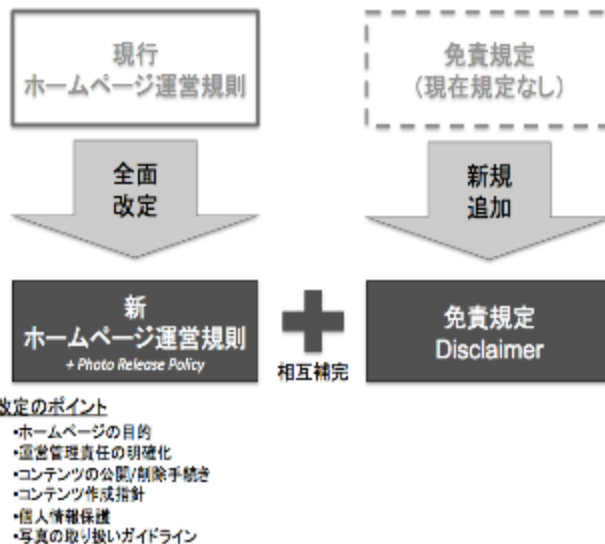 現行
ホームページ運営規則
免責規定
(現在規定なし)
全面
改定
新規
追加
新
ホームページ運営規則
+ Photo Release Policy
相互補完
免責規定
Disclaimer
改定のポイント
・ホームページの目的
・運営管理責任の明確化
・コンテンツの公開/削除手続き
・コンテンツ作成指針
・個人情報保護
・写真の取り扱いガイドライン